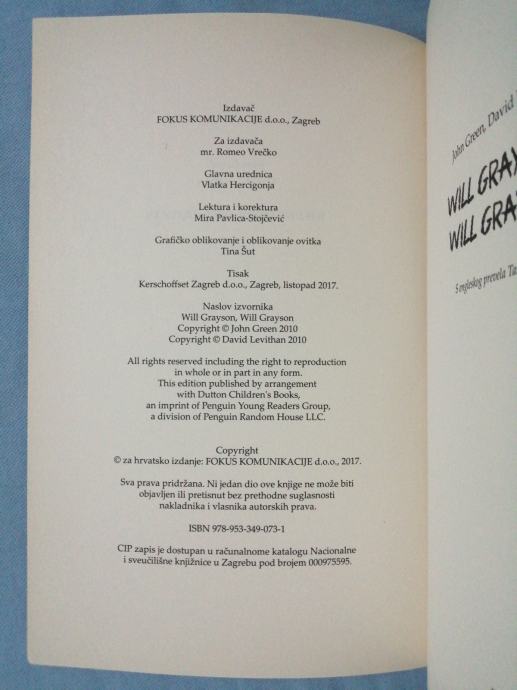 Izdavač
FOKUS KOMUNIKACIJE d.o.o., Zagreb
Za izdavača
mr. Romeo Vrečko
Glavna urednica
Vlatka Hercigonja
Lektura i korektura
Mira Pavlica-Stojčević
Grafičko oblikovanje i oblikovanje ovitka
Tina Šut
Tisak
Kerschoffset Zagreb d.o.o., Zagreb, listopad 2017.
Naslov izvornika
Will Grayson, Will Grayson
Copyright © John Green 2010
Copyright © David Levithan 2010
All rights reserved including the right to reproduction
in whole or in part in any form.
This edition published by arrangement
with Dutton Children's Books,
an imprint of Penguin Young Readers Group,
a division of Penguin Random House LLC.
Copyright
© za hrvatsko izdanje: FOKUS KOMUNIKACIJE d.o.o., 2017.
Sva prava pridržana. Ni jedan dio ove knjige ne može biti
objavljen ili pretisnut bez prethodne suglasnosti
nakladnika i vlasnika autorskih prava.
ISBN 978-953-349-073-1
CIP zapis je dostupan u računalnome katalogu Nacionalne
i sveučilišne knjižnice u Zagrebu pod brojem 000975595.
John Green, David
WILL GRAY
WILL GRA
S engleskog prevela